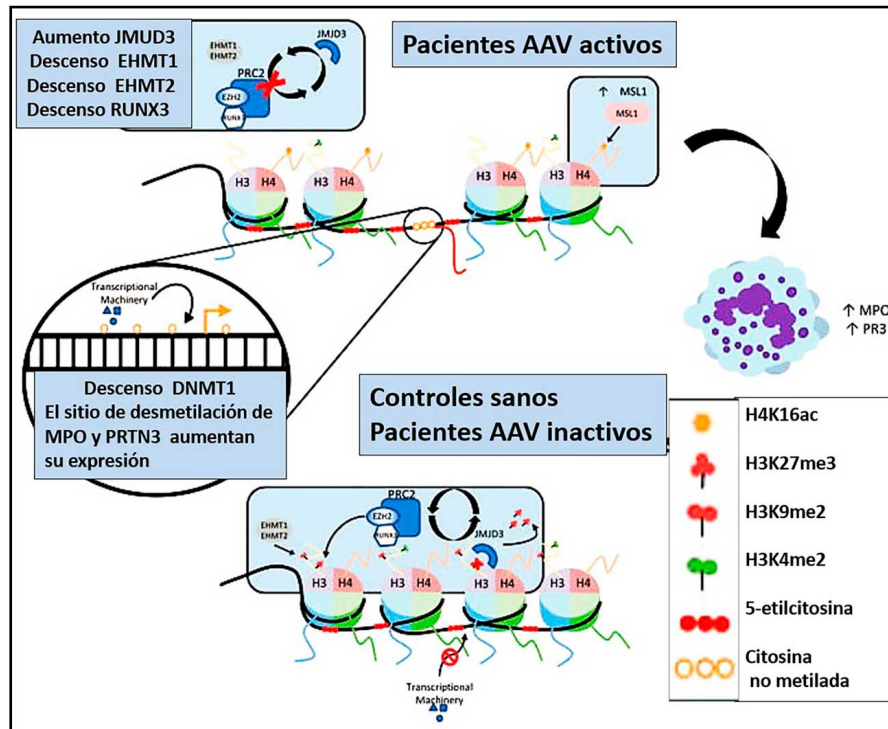 Aumento JMUD3
Descenso EHMT1
Descenso EHMT2
Descenso RUNX3
EHMT1
EHMT2
JMJD3
PRC2
EZH2
RUNX3
Pacientes AAV activos
↑ MSL1
MSL1
H3 H4
H3 H4
H3 H4
H3 H4
Transcriptional
Machinery
Descenso DNMT1
El sitio de desmetilación de
MPO y PRTN3 aumentan
su expresión
↑ MPO
↑ PR3
Controles sanos
Pacientes AAV inactivos
PRC2
EZH2
RUNX3
JMJD3
EHMT1
EHMT2
H3 H4
H3 H4
H3 H4
H3 H4
Transcriptional
Machinery
H4K16ac
H3K27me3
H3K9me2
H3K4me2
5-etilcitosina
Citosina
no metilada